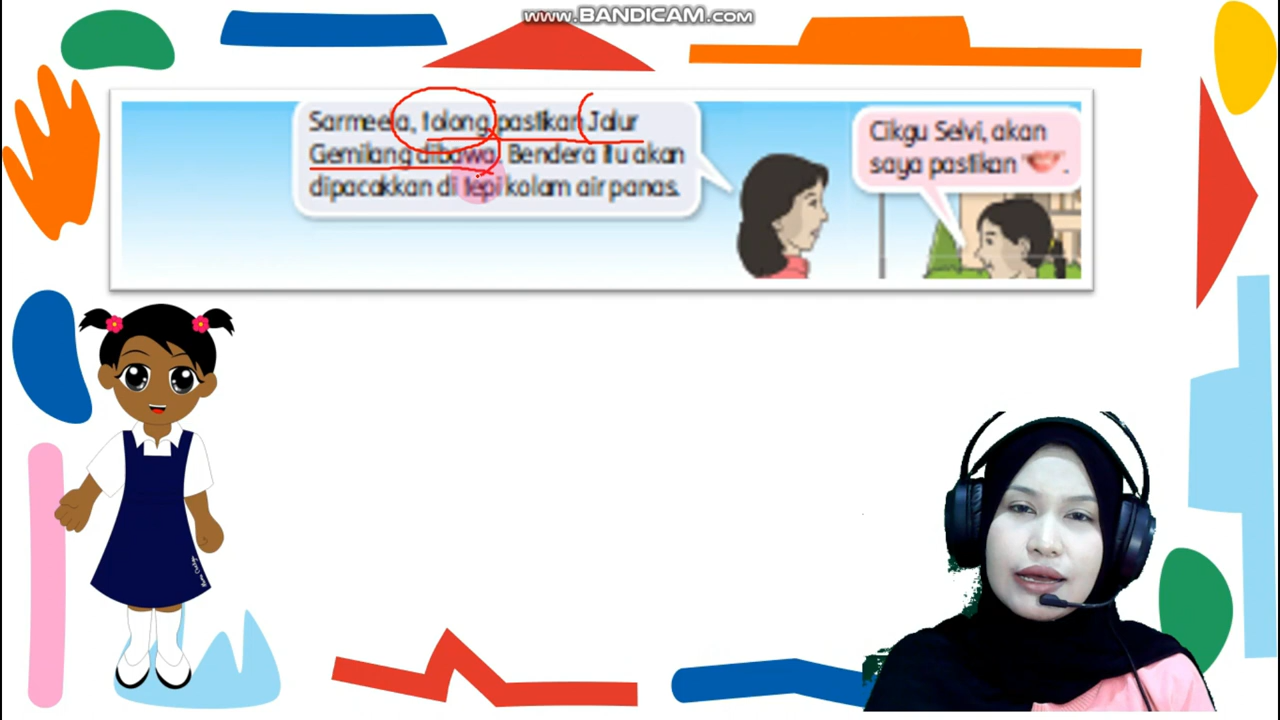 www.BANDICAM.com
Sarmeela, tolong pastikan Jalur
Gemilang dibawa. Bendera itu akan
dipacakkan di tepi kolam air panas.
Cikgu Selvi, akan
saya pastikan .